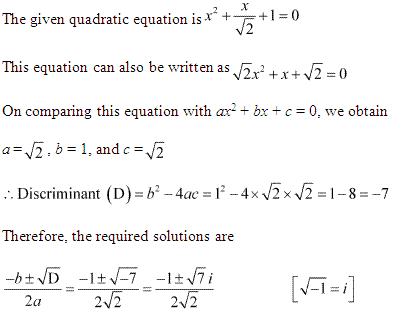 The given quadratic equation is x² + x/√2 + 1 = 0
This equation can also be written as √2x² + x + √2 = 0
On comparing this equation with ax² + bx + c = 0, we obtain
a = √2 , b = 1, and c = √2
∴ Discriminant (D) = b² − 4ac = 1² − 4 × √2 × √2 = 1 − 8 = −7
Therefore, the required solutions are
(−b ± √D)/2a = (−1 ± √−7)/2√2 = (−1 ± √7 i)/2√2 [√−1 = i]